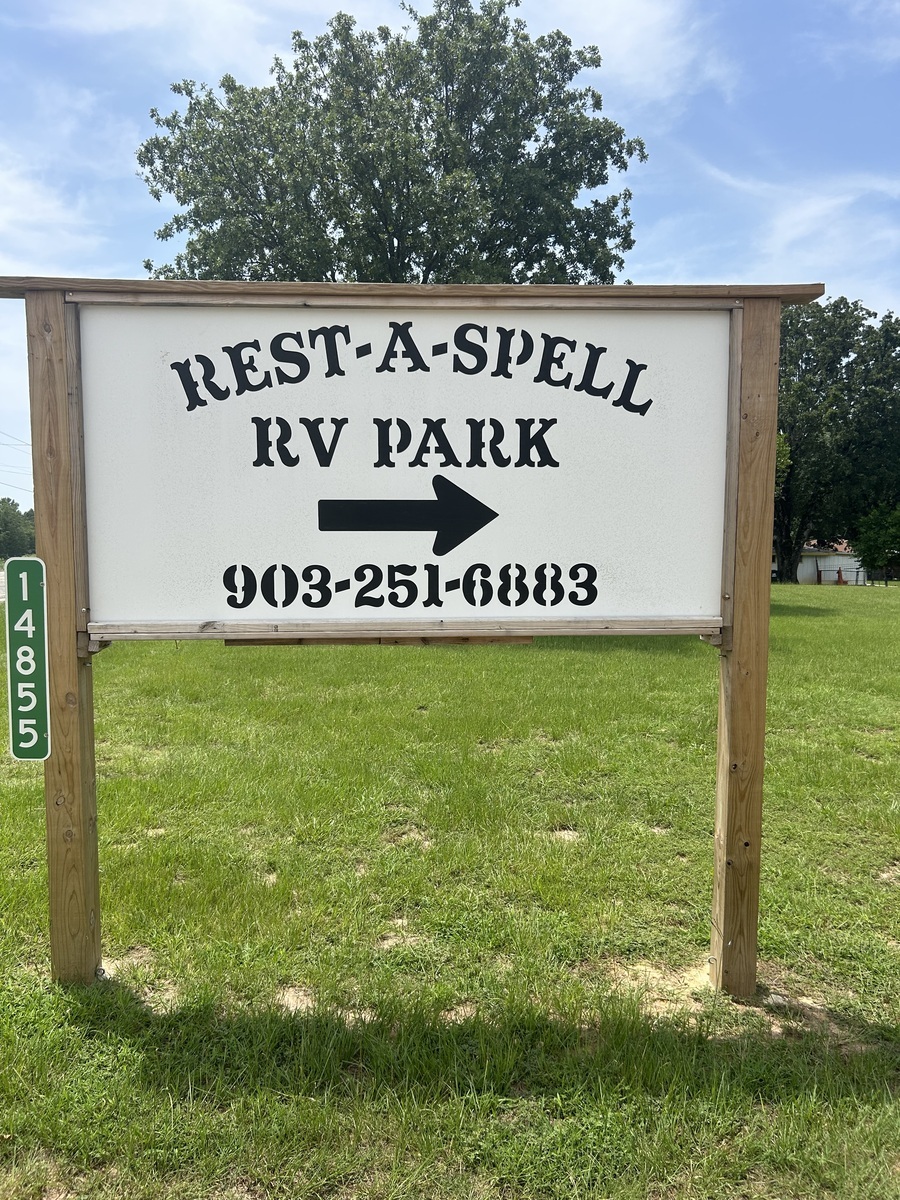 REST-A-SPELL
RV PARK
903-251-6883
14855